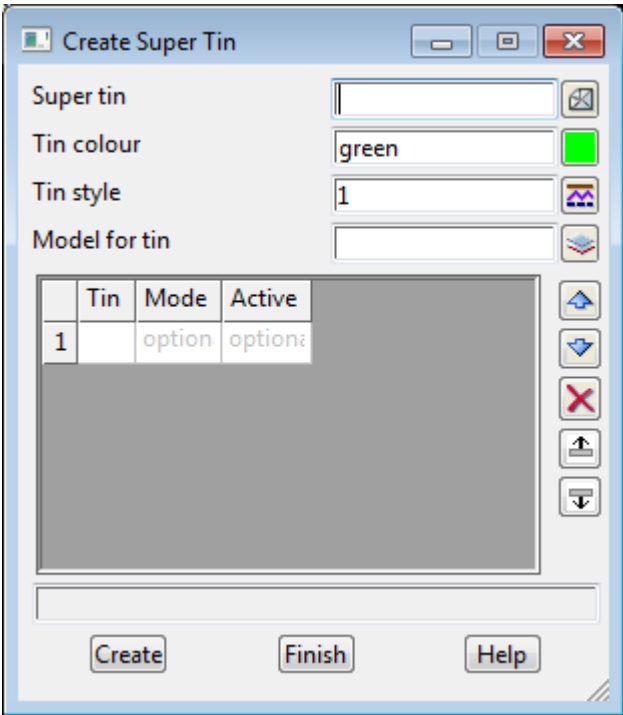 Create Super Tin
Super tin
Tin colour green
Tin style 1
Model for tin
Tin Mode Active
1 option optiona
Create Finish Help